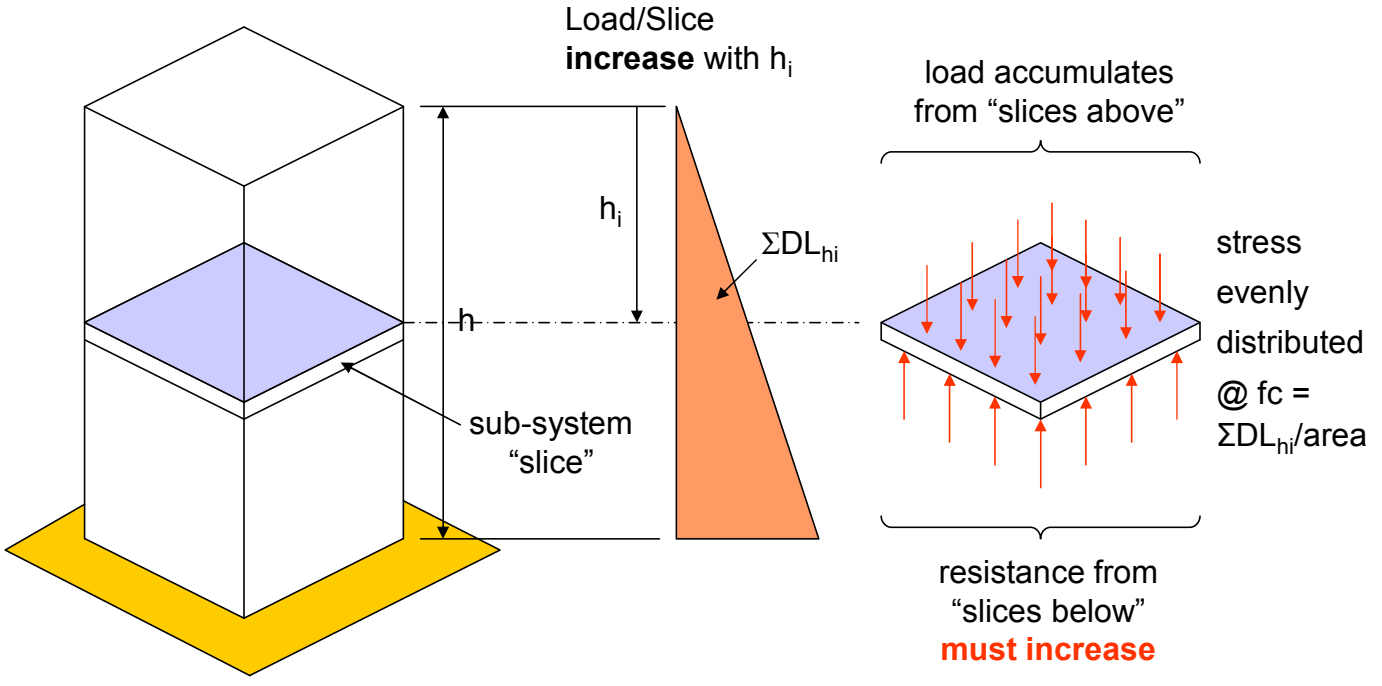 Load/Slice
increase with hi
load accumulates
from “slices above”
hi
ΣDLhi
h
sub-system
“slice”
stress
evenly
distributed
@ fc =
ΣDLhi/area
resistance from
“slices below”
must increase